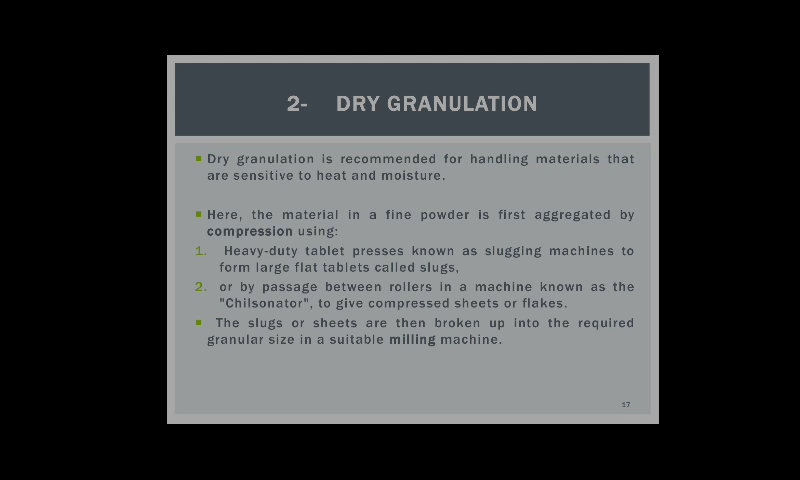 2- DRY GRANULATION
▪ Dry granulation is recommended for handling materials that
are sensitive to heat and moisture.
▪ Here, the material in a fine powder is first aggregated by
compression using:
1. Heavy-duty tablet presses known as slugging machines to
form large flat tablets called slugs,
2. or by passage between rollers in a machine known as the
"Chilsonator", to give compressed sheets or flakes.
▪ The slugs or sheets are then broken up into the required
granular size in a suitable milling machine.
17